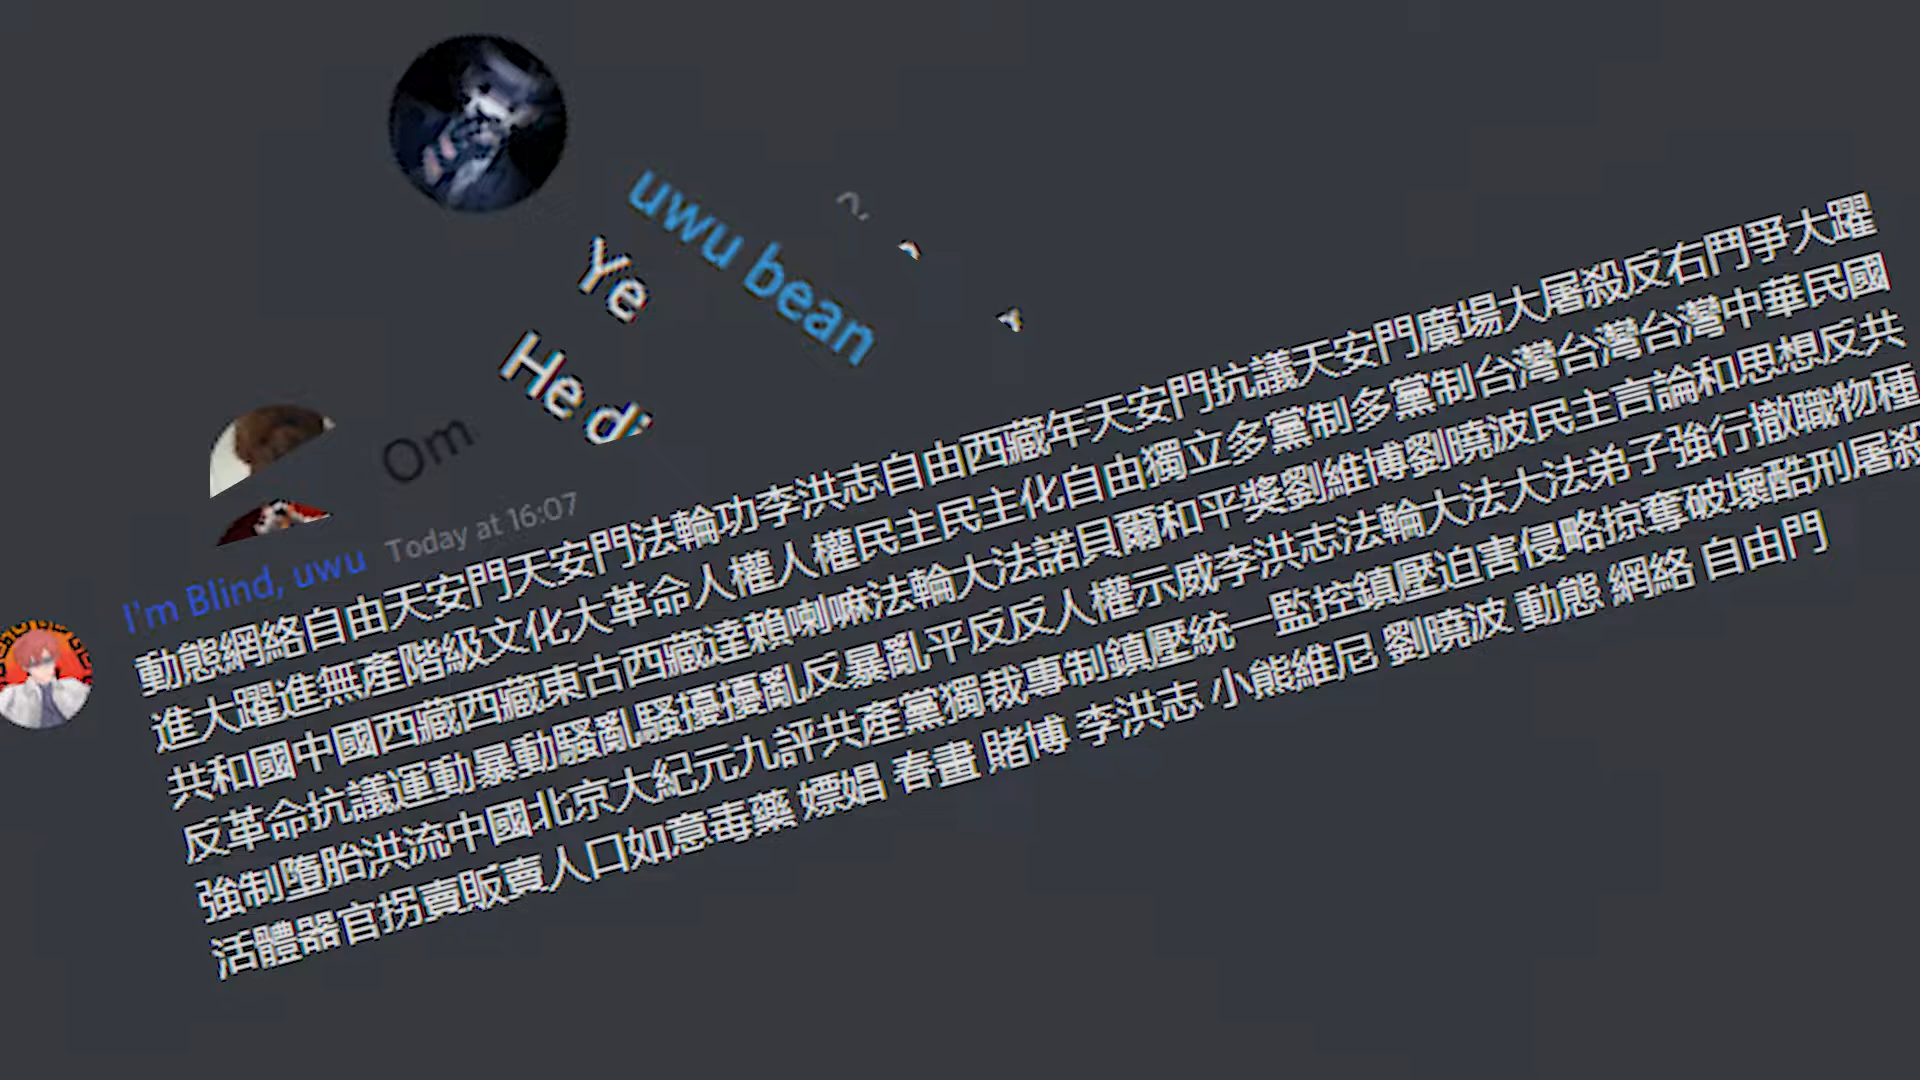 uwu bean
Ye
He di
Om
I'm Blind, uwu Today at 16:07
動態網絡自由天安門天安門法輪功李洪志自由西藏年天安門抗議天安門廣場大屠殺反右鬥爭大躍
進大躍進無產階級文化大革命人權人權民主民主化自由獨立多黨制多黨制台灣台灣台灣中華民國
共和國中國西藏西藏東古西藏達賴喇嘛法輪大法諾貝爾和平獎劉維博劉曉波民主言論和思想反共
反革命抗議運動暴動騷亂騷擾擾亂反暴亂平反反人權示威李洪志法輪大法大法弟子強行撤職物種
強制墮胎洪流中國北京大紀元九評共產黨獨裁專制鎮壓統一監控鎮壓迫害侵略掠奪破壞酷刑屠殺
活體器官拐賣販賣人口如意毒藥 嫖娼 春畫 賭博 李洪志 小熊維尼 劉曉波 動態 網絡 自由門